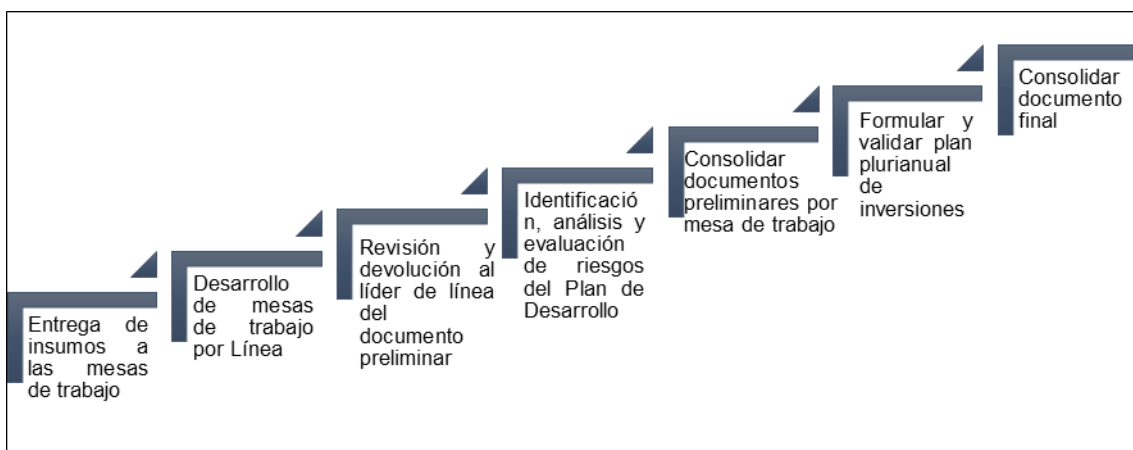 Entrega de
insumos a
las mesas
de trabajo
Desarrollo
de mesas
de trabajo
por Línea
Revisión y
devolución al
líder de línea
del
documento
preliminar
Identificació
n, análisis y
evaluación
de riesgos
del Plan de
Desarrollo
Consolidar
documentos
preliminares por
mesa de trabajo
Formular y
validar plan
plurianual
de
inversiones
Consolidar
documento
final